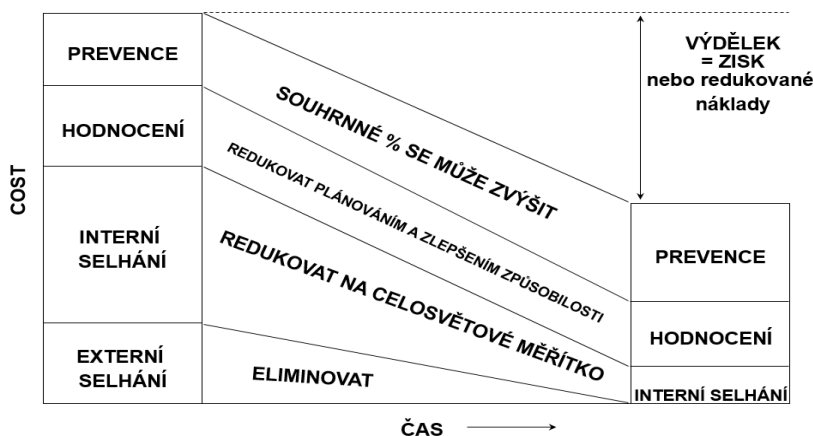 PREVENCE
HODNOCENÍ
INTERNÍ
SELHÁNÍ
EXTERNÍ
SELHÁNÍ
COST
SOUHRNNÉ % SE MŮŽE ZVÝŠIT
REDUKOVAT PLÁNOVÁNÍM A ZLEPŠENÍM ZPŮSOBILOSTI
REDUKOVAT NA CELOSVĚTOVÉ MĚŘÍTKO
ELIMINOVAT
VÝDĚLEK
= ZISK
nebo redukované
náklady
PREVENCE
HODNOCENÍ
INTERNÍ SELHÁNÍ
ČAS